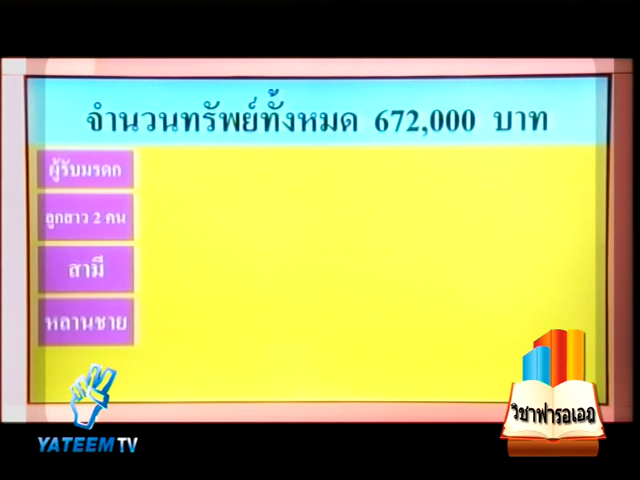 จำนวนทรัพย์ทั้งหมด 672,000 บาท
ผู้รับมรดก
ลูกสาว 2 คน
สามี
หลานชาย
วิชาฟารออิฎ
YATEEM TV